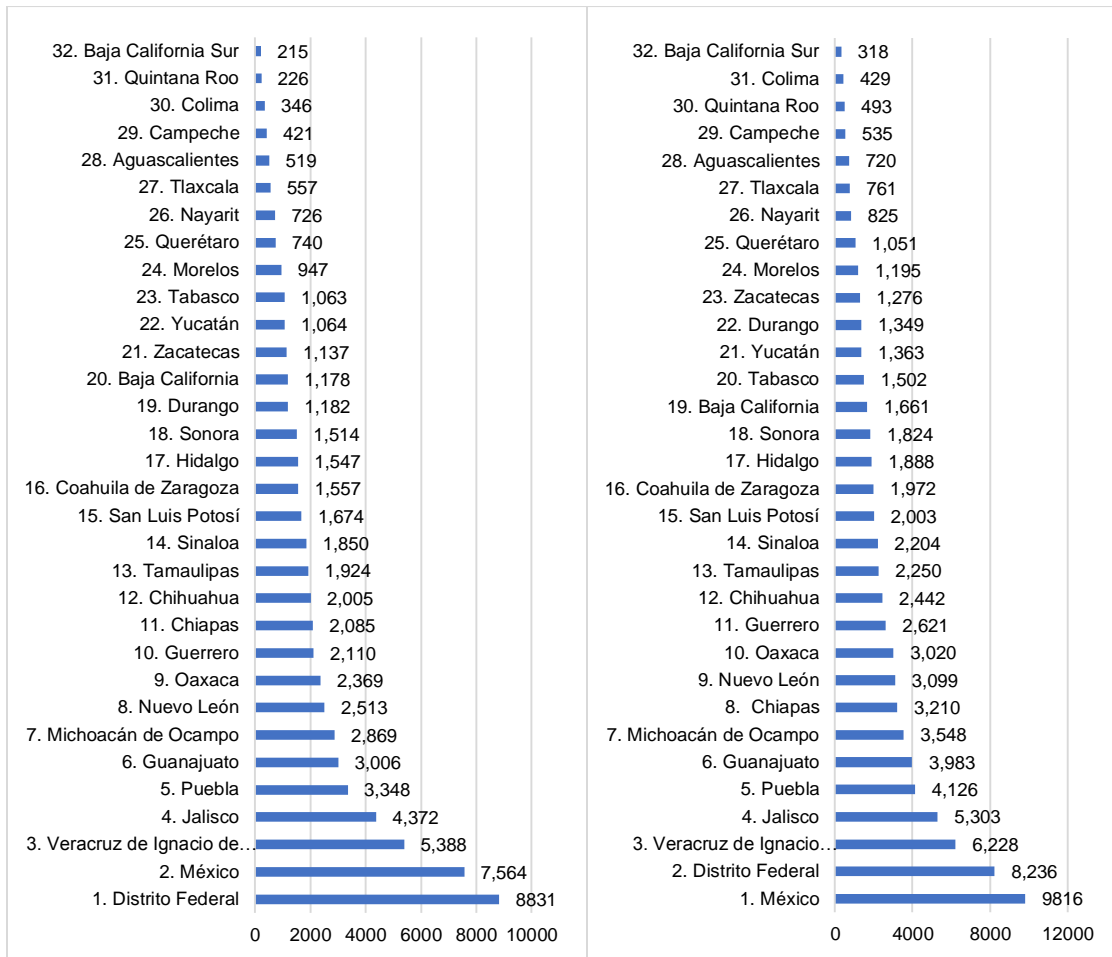 32. Baja California Sur 215
31. Quintana Roo 226
30. Colima 346
29. Campeche 421
28. Aguascalientes 519
27. Tlaxcala 557
26. Nayarit 726
25. Querétaro 740
24. Morelos 947
23. Tabasco 1,063
22. Yucatán 1,064
21. Zacatecas 1,137
20. Baja California 1,178
19. Durango 1,182
18. Sonora 1,514
17. Hidalgo 1,547
16. Coahuila de Zaragoza 1,557
15. San Luis Potosí 1,674
14. Sinaloa 1,850
13. Tamaulipas 1,924
12. Chihuahua 2,005
11. Chiapas 2,085
10. Guerrero 2,110
9. Oaxaca 2,369
8. Nuevo León 2,513
7. Michoacán de Ocampo 2,869
6. Guanajuato 3,006
5. Puebla 3,348
4. Jalisco 4,372
3. Veracruz de Ignacio de... 5,388
2. México 7,564
1. Distrito Federal 8831
0 2000 4000 6000 8000 10000
32. Baja California Sur 318
31. Colima 429
30. Quintana Roo 493
29. Campeche 535
28. Aguascalientes 720
27. Tlaxcala 761
26. Nayarit 825
25. Querétaro 1,051
24. Morelos 1,195
23. Zacatecas 1,276
22. Durango 1,349
21. Yucatán 1,363
20. Tabasco 1,502
19. Baja California 1,661
18. Sonora 1,824
17. Hidalgo 1,888
16. Coahuila de Zaragoza 1,972
15. San Luis Potosí 2,003
14. Sinaloa 2,204
13. Tamaulipas 2,250
12. Chihuahua 2,442
11. Guerrero 2,621
10. Oaxaca 3,020
9. Nuevo León 3,099
8. Chiapas 3,210
7. Michoacán de Ocampo 3,548
6. Guanajuato 3,983
5. Puebla 4,126
4. Jalisco 5,303
3. Veracruz de Ignacio... 6,228
2. Distrito Federal 8,236
1. México 9816
0 4000 8000 12000